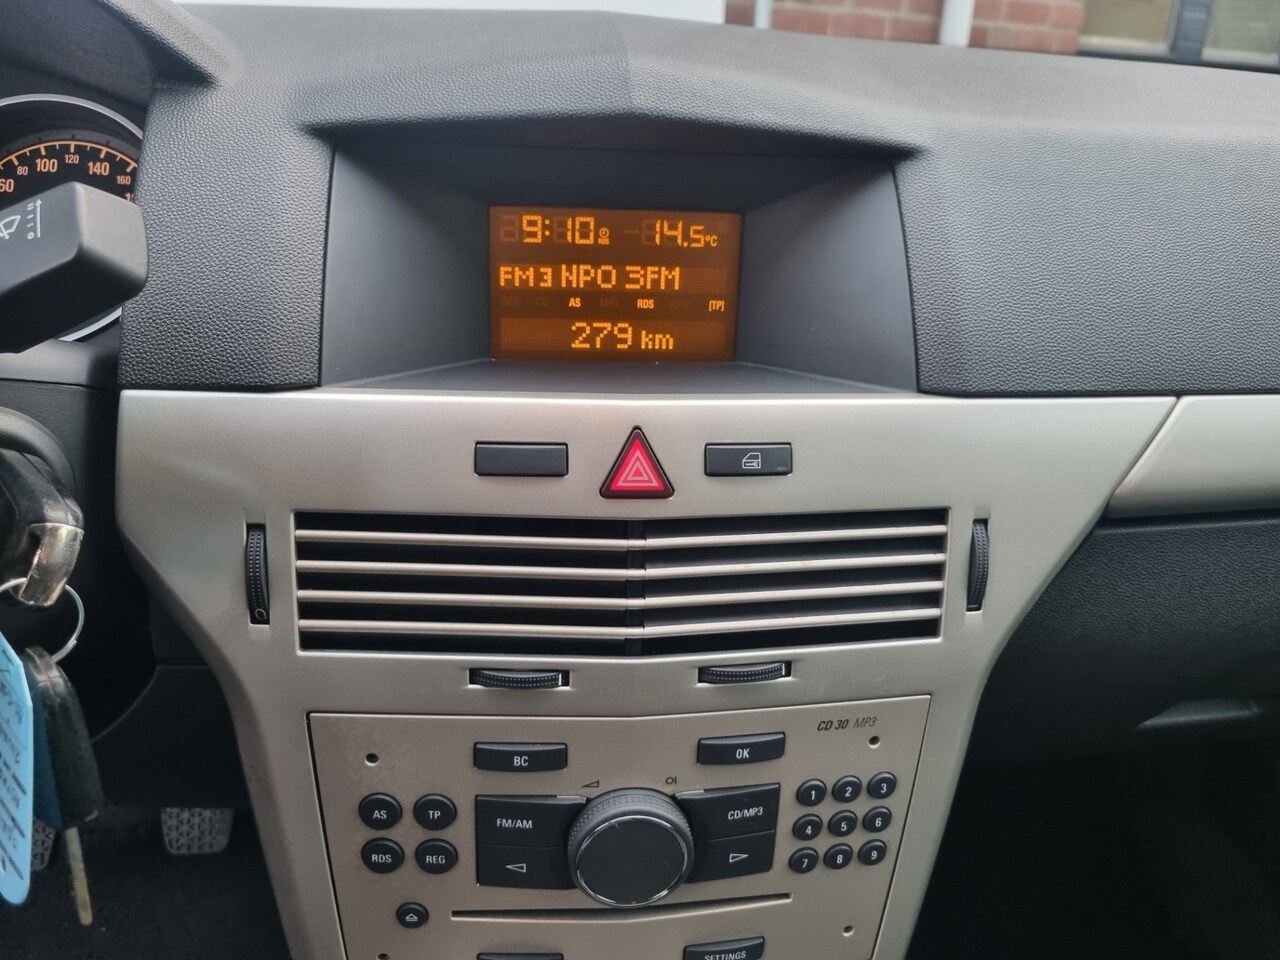 9:10 14.5°C
FM 3 NPO 3FM
AS RDS [TP]
279 km
60 80 100 120 140 160
CD 30 MP3
BC OK
AS TP FM/AM CD/MP3 1 2 3
4 5 6
RDS REG 7 8 9
SETTINGS